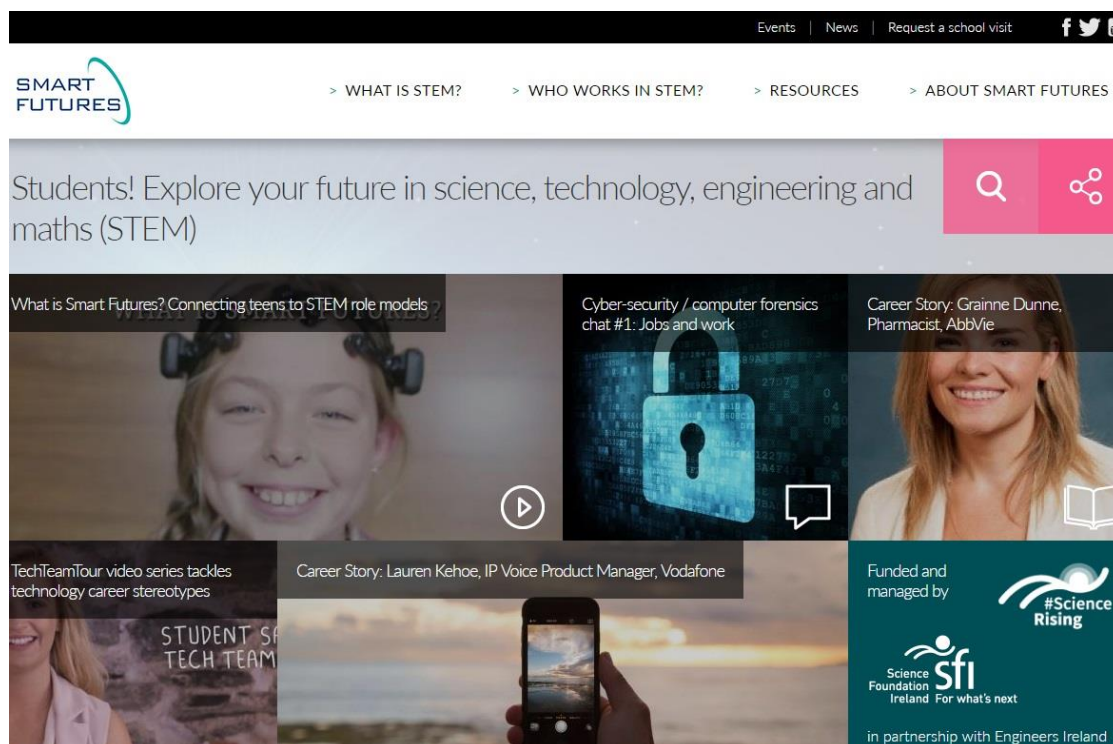 Events | News | Request a school visit
SMART
FUTURES
> WHAT IS STEM? > WHO WORKS IN STEM? > RESOURCES > ABOUT SMART FUTURES
Students! Explore your future in science, technology, engineering and
maths (STEM)
What is Smart Futures? Connecting teens to STEM role models
WHAT IS SMART FUTURES?
Cyber-security / computer forensics
chat #1: Jobs and work
Career Story: Grainne Dunne,
Pharmacist, AbbVie
TechTeamTour video series tackles
technology career stereotypes
STUDENT
TECH TEAM
Career Story: Lauren Kehoe, IP Voice Product Manager, Vodafone
Funded and
managed by
#Science
Rising
Science
Foundation
Ireland
sfi
For what's next
in partnership with Engineers Ireland